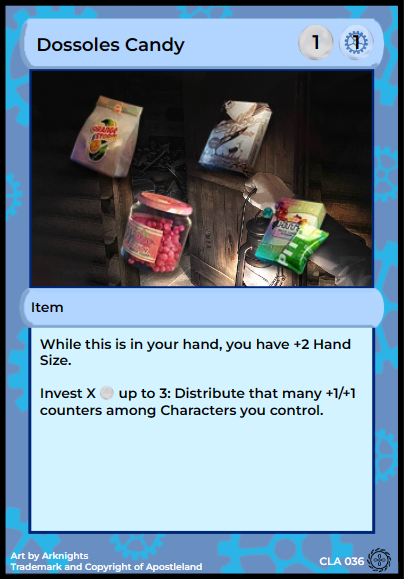 Dossoles Candy
1
1
ORANGE
Item
While this is in your hand, you have +2 Hand
Size.
Invest X up to 3: Distribute that many +1/+1
counters among Characters you control.
Art by Arknights
Trademark and Copyright of Apostleland
CLA 036